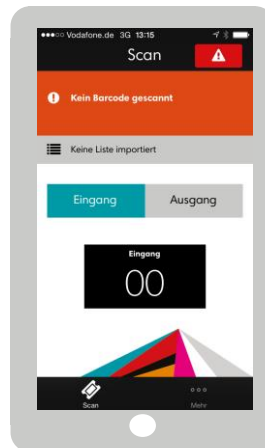 Vodafone.de 3G 13:15
Scan
Kein Barcode gescannt
Keine Liste importiert
Eingang Ausgang
Eingang
00
Scan Mehr